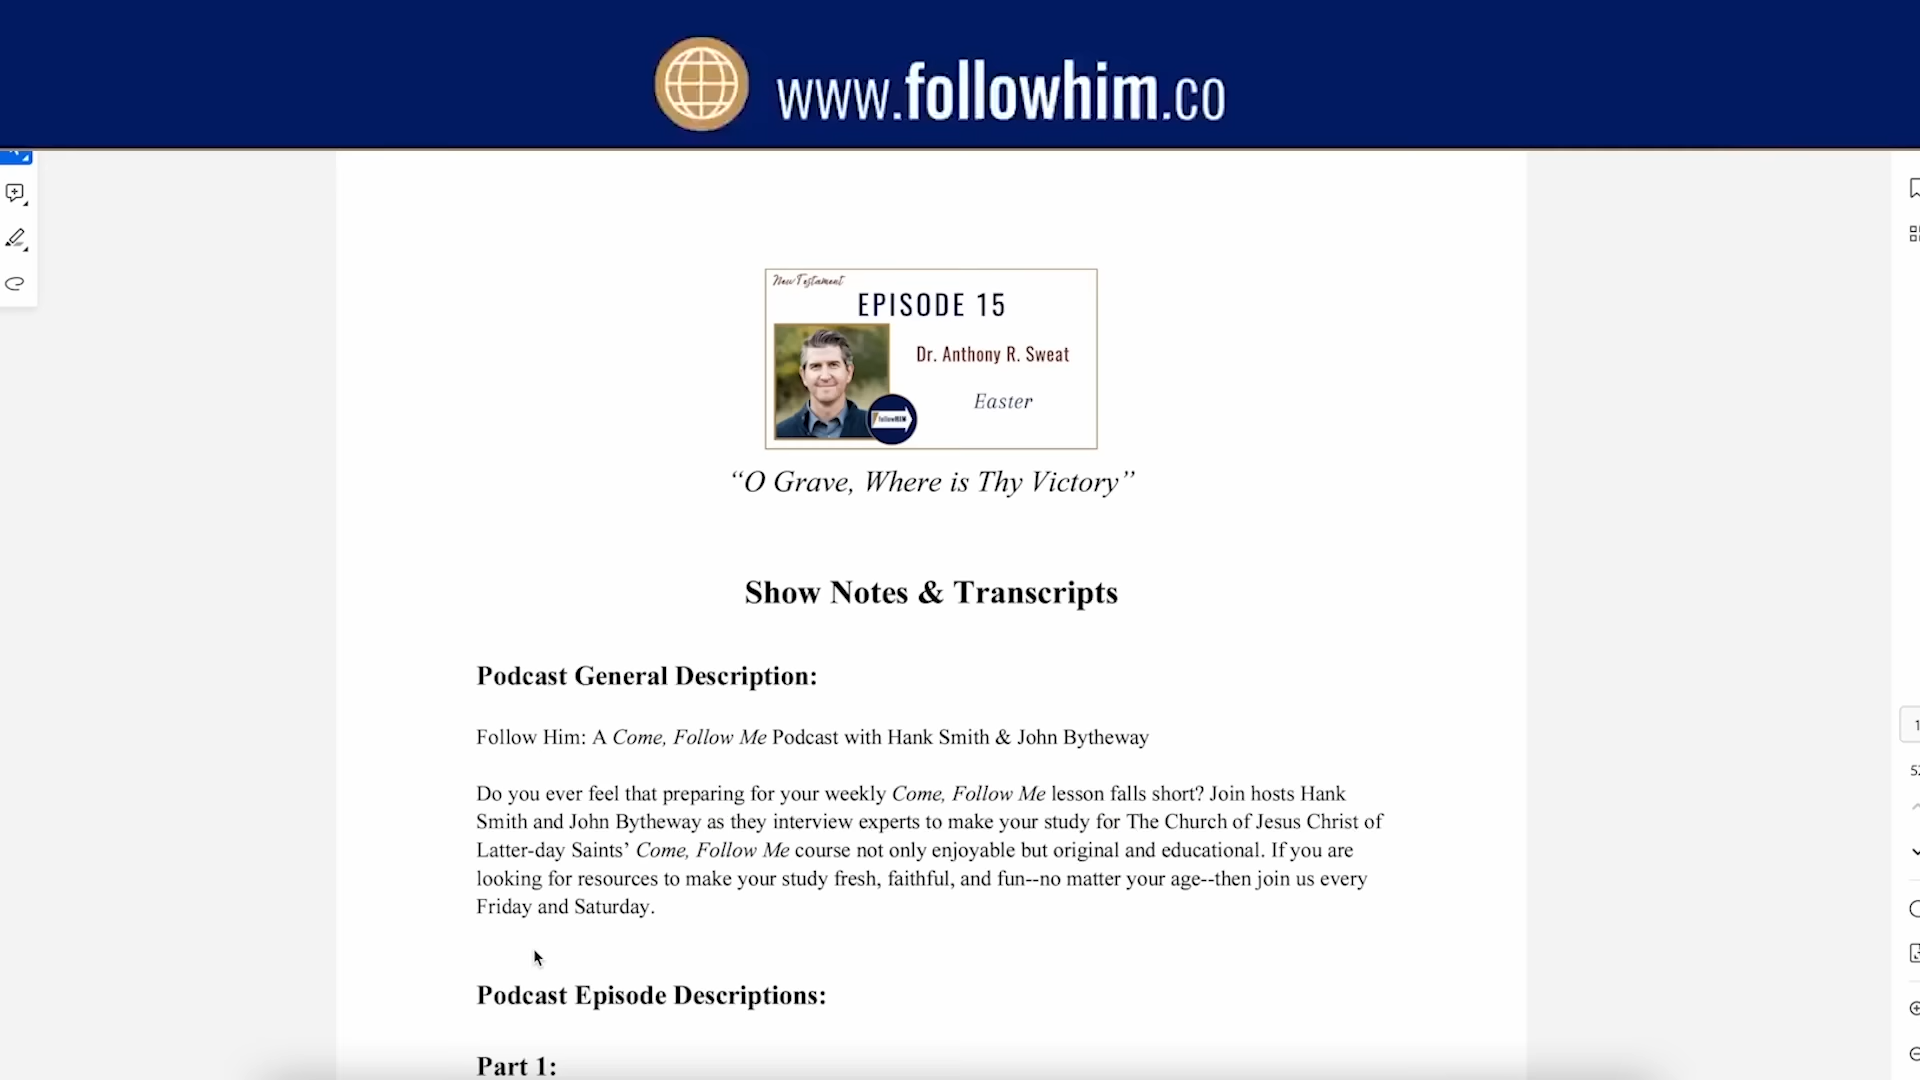 www.followhim.co
New Testament
EPISODE 15
Dr. Anthony R. Sweat
Easter
followHIM
“O Grave, Where is Thy Victory”
Show Notes & Transcripts
Podcast General Description:
Follow Him: A Come, Follow Me Podcast with Hank Smith & John Bytheway
Do you ever feel that preparing for your weekly Come, Follow Me lesson falls short? Join hosts Hank
Smith and John Bytheway as they interview experts to make your study for The Church of Jesus Christ of
Latter-day Saints’ Come, Follow Me course not only enjoyable but original and educational. If you are
looking for resources to make your study fresh, faithful, and fun--no matter your age--then join us every
Friday and Saturday.
Podcast Episode Descriptions:
Part 1: